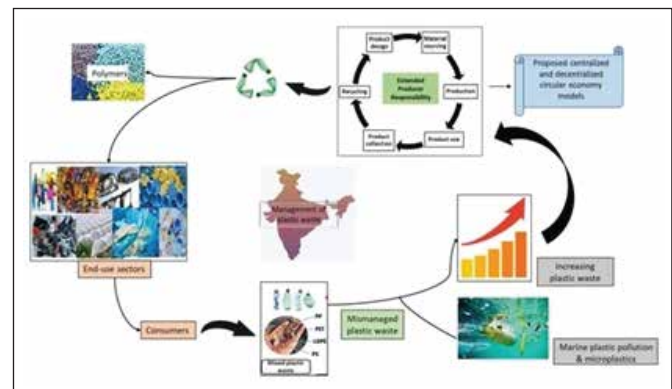 Product
design
Material
sourcing
Polymers
Extended
Producer
Responsibility
Recycling
Production
Proposed centralized
and decentralized
circular economy
models
Product
collection
Product use
Management of
plastic waste
End-use sectors
Increasing
plastic waste
PP
PET
LDPE
PS
Mixed plastic
waste
Mismanaged
plastic waste
Consumers
Marine plastic pollution
& microplastics